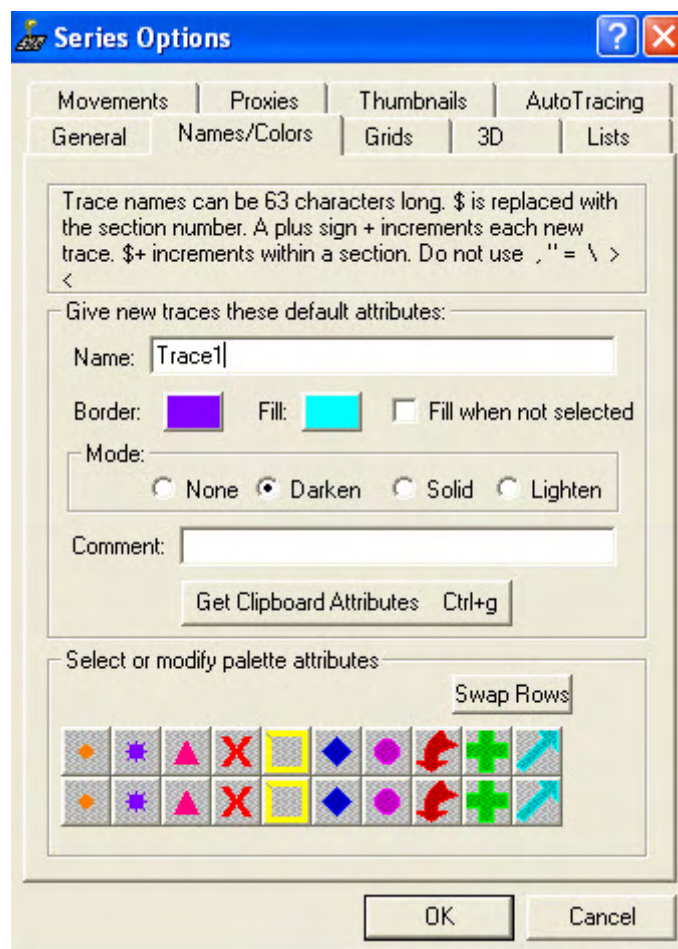 Series Options
Movements Proxies Thumbnails AutoTracing
General Names/Colors Grids 3D Lists
Trace names can be 63 characters long. $ is replaced with
the section number. A plus sign + increments each new
trace. $+ increments within a section. Do not use , " = \ >
<
Give new traces these default attributes:
Name: Trace1
Border: Fill: Fill when not selected
Mode:
None Darken Solid Lighten
Comment:
Get Clipboard Attributes Ctrl+g
Select or modify palette attributes
Swap Rows
OK Cancel